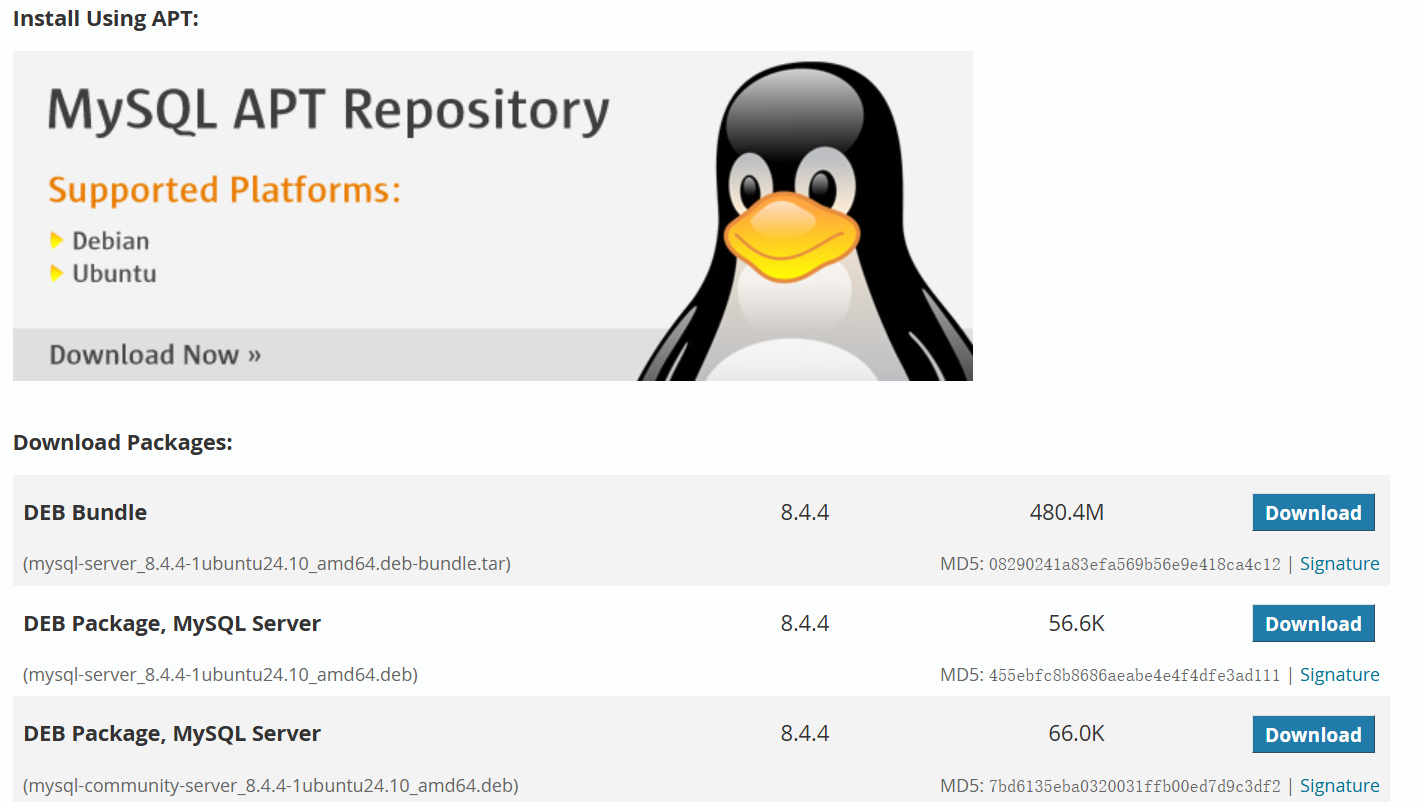 Install Using APT:
MySQL APT Repository
Supported Platforms:
Debian
Ubuntu
Download Now »
Download Packages:
DEB Bundle 8.4.4 480.4M Download
(mysql-server_8.4.4-1ubuntu24.10_amd64.deb-bundle.tar) MD5: 08290241a83efa569b56e9e418ca4c12 | Signature
DEB Package, MySQL Server 8.4.4 56.6K Download
(mysql-server_8.4.4-1ubuntu24.10_amd64.deb) MD5: 455ebfc8b8686aeabe4e4f4dfe3ad111 | Signature
DEB Package, MySQL Server 8.4.4 66.0K Download
(mysql-community-server_8.4.4-1ubuntu24.10_amd64.deb) MD5: 7bd6135eba0320031ffb00ed7d9c3df2 | Signature